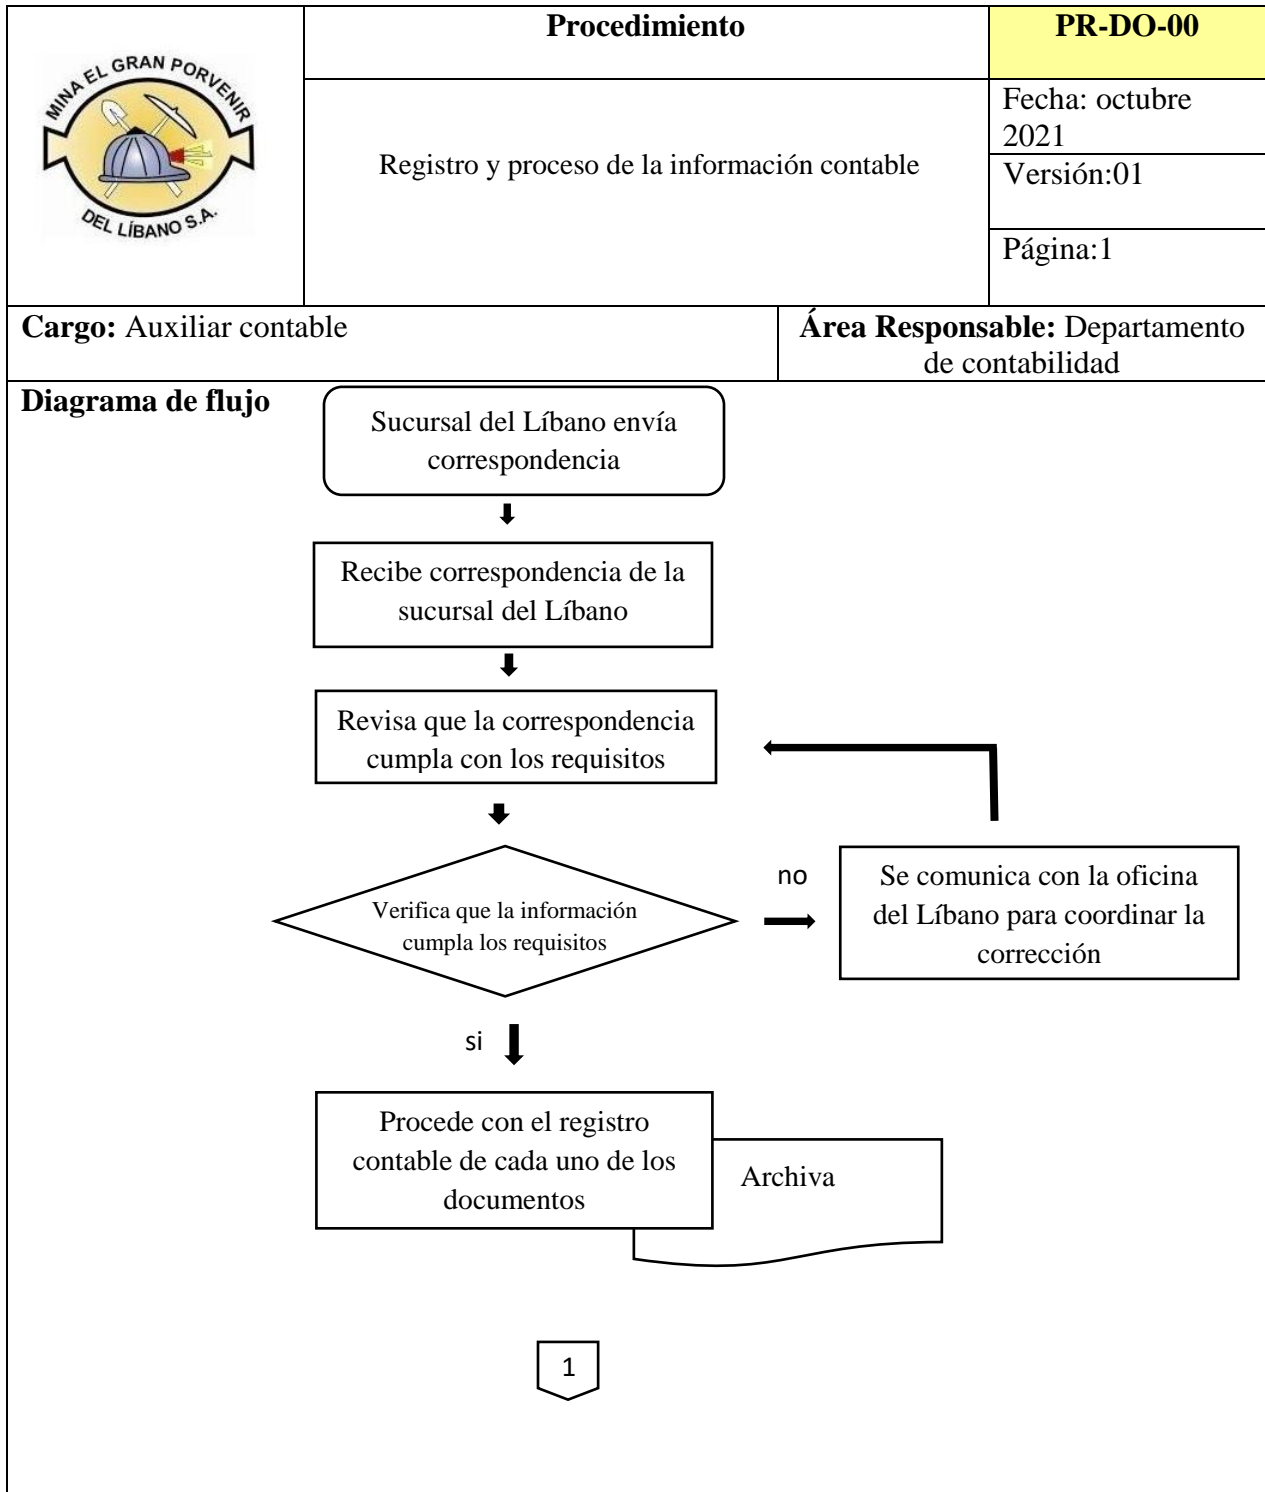 MINA EL GRAN PORVENIR
DEL LÍBANO S.A.
Procedimiento
PR-DO-00
Registro y proceso de la información contable
Fecha: octubre
2021
Versión:01
Página:1
Cargo: Auxiliar contable
Área Responsable: Departamento
de contabilidad
Diagrama de flujo
Sucursal del Líbano envía
correspondencia
Recibe correspondencia de la
sucursal del Líbano
Revisa que la correspondencia
cumpla con los requisitos
Verifica que la información
cumpla los requisitos
no
Se comunica con la oficina
del Líbano para coordinar la
corrección
si
Procede con el registro
contable de cada uno de los
documentos
Archiva
1